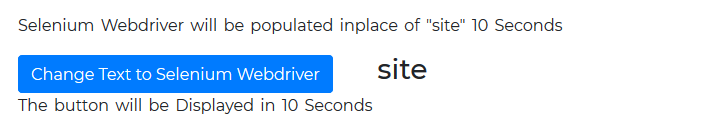 Selenium Webdriver will be populated inplace of "site" 10 Seconds
Change Text to Selenium Webdriver site
The button will be Displayed in 10 Seconds